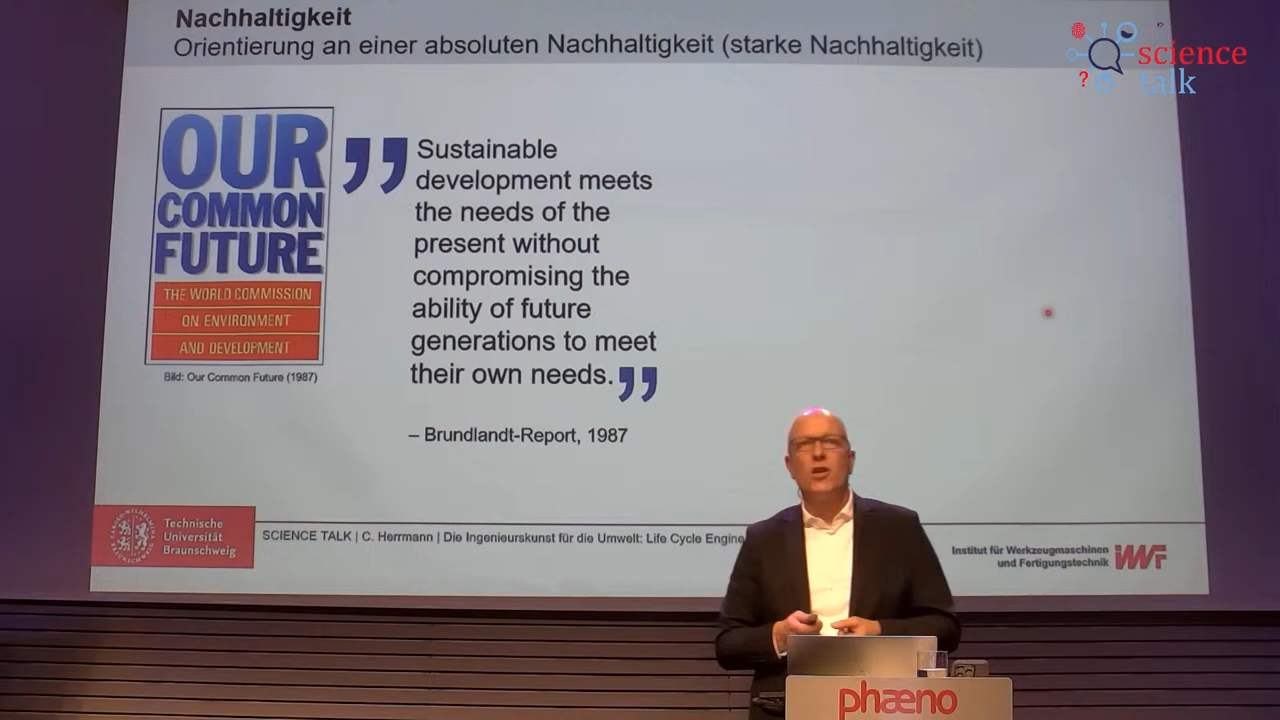 Nachhaltigkeit
Orientierung an einer absoluten Nachhaltigkeit (starke Nachhaltigkeit)
science
talk
OUR
COMMON
FUTURE
THE WORLD COMMISSION
ON ENVIRONMENT
AND DEVELOPMENT
Bild: Our Common Future (1987)
”Sustainable
development meets
the needs of the
present without
compromising the
ability of future
generations to meet
their own needs.”
– Brundlandt-Report, 1987
Technische
Universität
Braunschweig
SCIENCE TALK | C. Herrmann | Die Ingenieurskunst für die Umwelt: Life Cycle Engine
Institut für Werkzeugmaschinen
und Fertigungstechnik
IWF
phæno